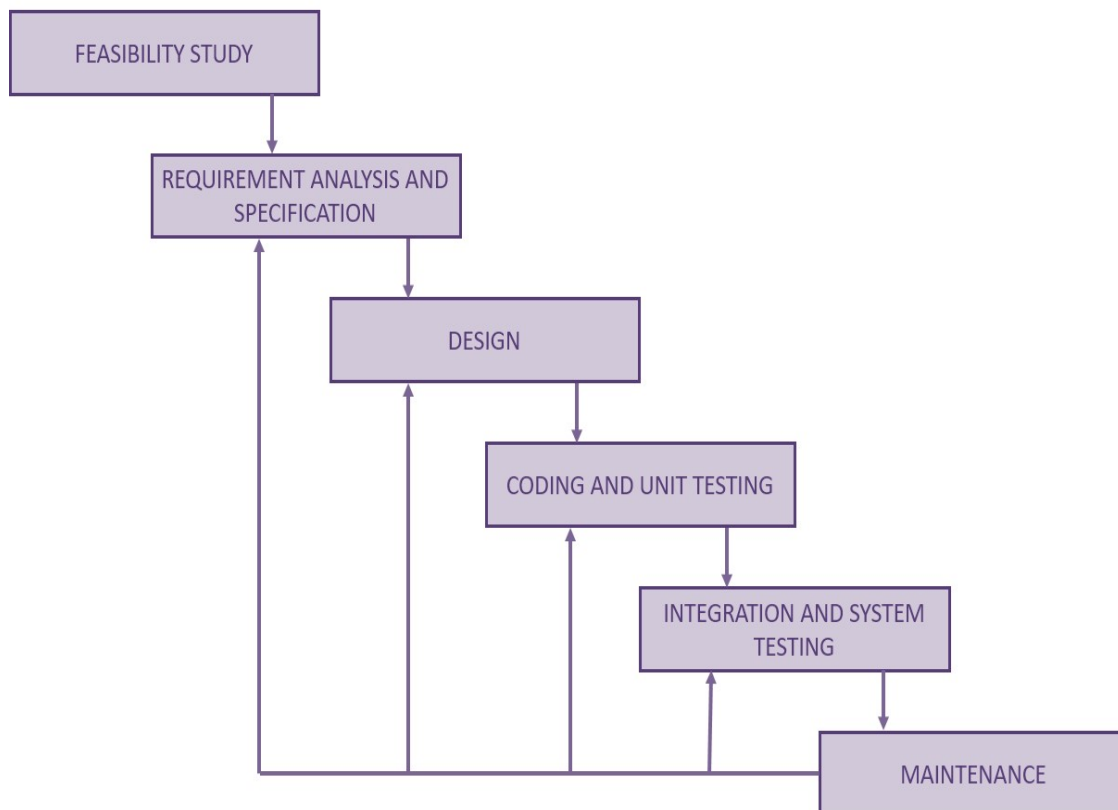 FEASIBILITY STUDY
REQUIREMENT ANALYSIS AND
SPECIFICATION
DESIGN
CODING AND UNIT TESTING
INTEGRATION AND SYSTEM
TESTING
MAINTENANCE